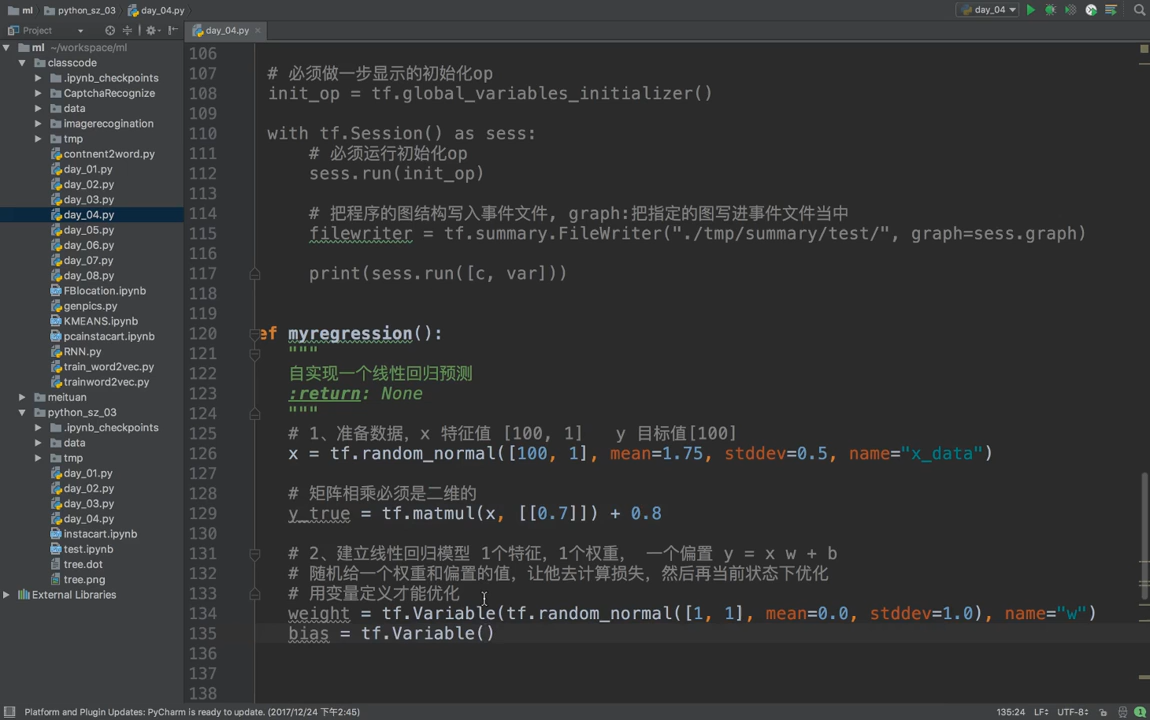 ml
python_sz_03
day_04.py
day_04
Project
day_04.py
ml ~/workspace/ml
classcode
.ipynb_checkpoints
CaptchaRecognize
data
imagerecogination
tmp
contnent2word.py
day_01.py
day_02.py
day_03.py
day_04.py
day_05.py
day_06.py
day_07.py
day_08.py
FBlocation.ipynb
genpics.py
KMEANS.ipynb
pcainstacart.ipynb
RNN.py
train_word2vec.py
trainword2vec.py
meituan
python_sz_03
.ipynb_checkpoints
data
tmp
day_01.py
day_02.py
day_03.py
day_04.py
instacart.ipynb
test.ipynb
tree.dot
tree.png
External Libraries
106
107 # 必须做一步显示的初始化op
108 init_op = tf.global_variables_initializer()
109
110 with tf.Session() as sess:
111 # 必须运行初始化op
112 sess.run(init_op)
113
114 # 把程序的图结构写入事件文件, graph:把指定的图写进事件文件当中
115 filewriter = tf.summary.FileWriter("./tmp/summary/test/", graph=sess.graph)
116
117 print(sess.run([c, var]))
118
119
120 ef myregression():
121 """
122 自实现一个线性回归预测
123 :return: None
124 """
125 # 1、准备数据，x 特征值 [100, 1] y 目标值[100]
126 x = tf.random_normal([100, 1], mean=1.75, stddev=0.5, name="x_data")
127
128 # 矩阵相乘必须是二维的
129 y_true = tf.matmul(x, [[0.7]]) + 0.8
130
131 # 2、建立线性回归模型 1个特征，1个权重， 一个偏置 y = x w + b
132 # 随机给一个权重和偏置的值，让他去计算损失，然后再当前状态下优化
133 # 用变量定义才能优化
134 weight = tf.Variable(tf.random_normal([1, 1], mean=0.0, stddev=1.0), name="w")
135 bias = tf.Variable()
136
137
138
Platform and Plugin Updates: PyCharm is ready to update. (2017/12/24 下午2:45)
135:24 LF UTF-8
1